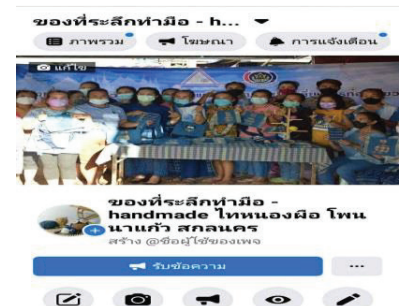 ของที่ระลึกทำมือ - h...
ภาพรวม
โฆษณา
การแจ้งเตือน
แก้ไข
ของที่ระลึกทำมือ -
handmade ไทหนองผือ โพน
นาแก้ว สกลนคร
สร้าง @ชื่อผู้ใช้ของเพจ
รับข้อความ
...